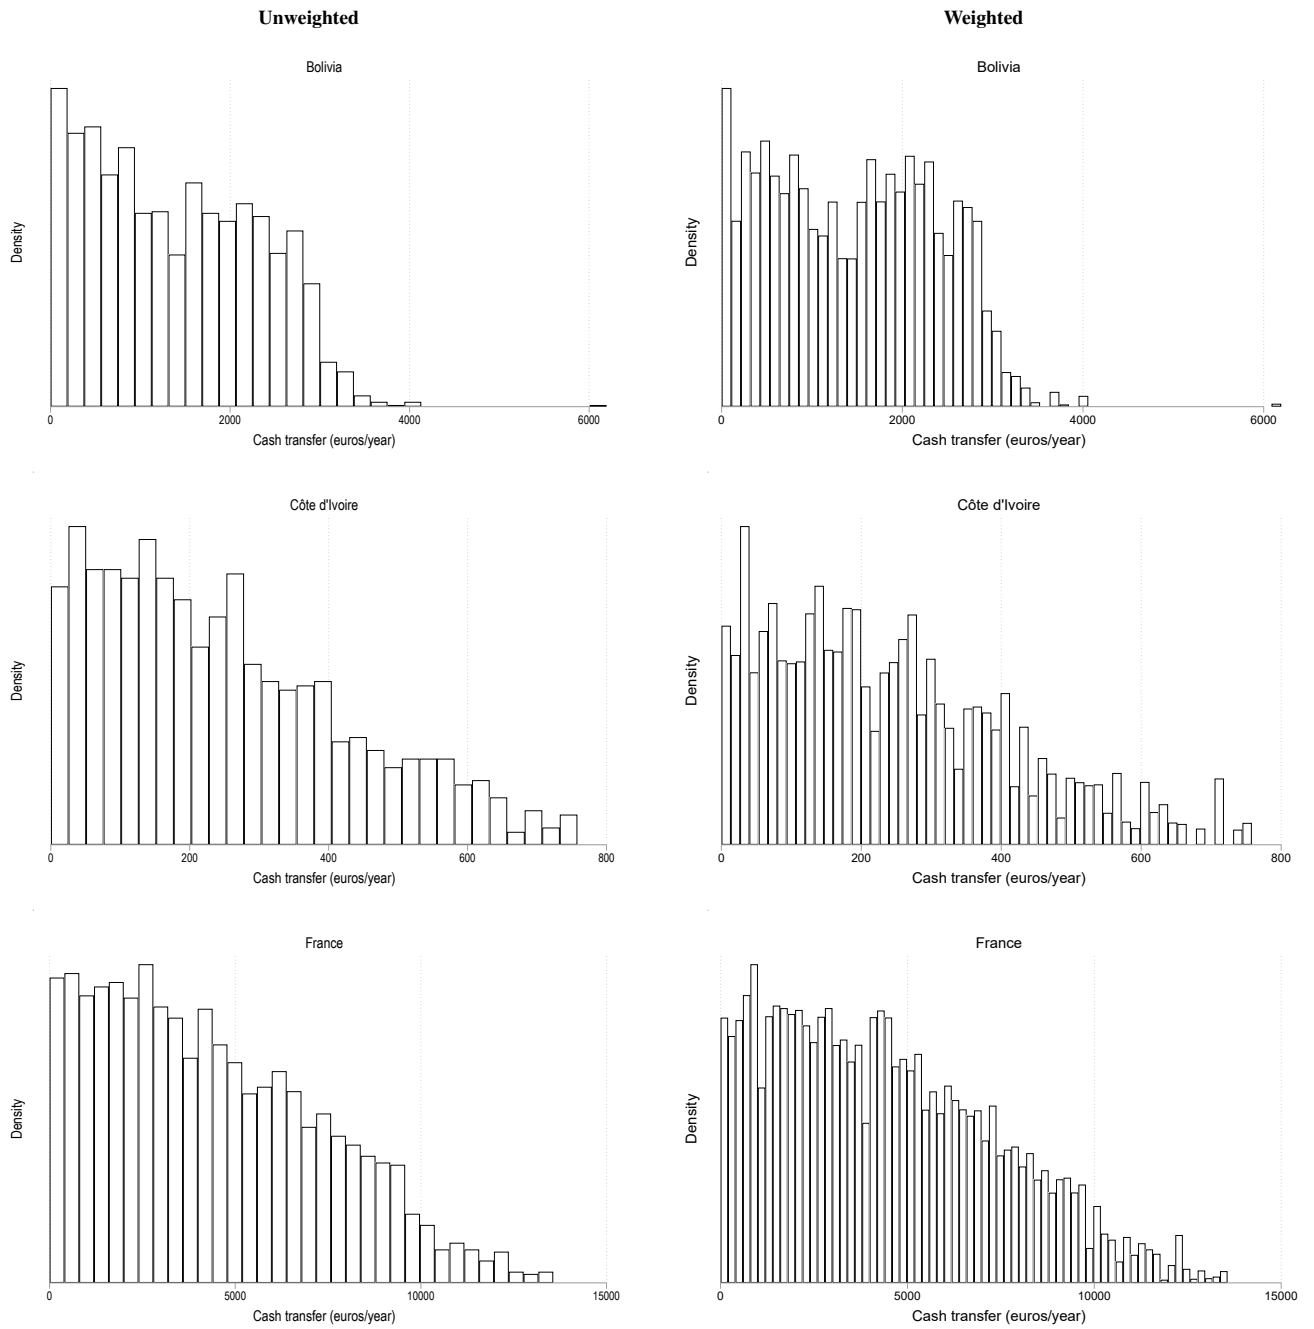 Unweighted
Weighted
Bolivia
Density
0 2000 4000 6000
Cash transfer (euros/year)
Bolivia
Density
0 2000 4000 6000
Cash transfer (euros/year)
Côte d'Ivoire
Density
0 200 400 600 800
Cash transfer (euros/year)
Côte d'Ivoire
Density
0 200 400 600 800
Cash transfer (euros/year)
France
Density
0 5000 10000 15000
Cash transfer (euros/year)
France
Density
0 5000 10000 15000
Cash transfer (euros/year)